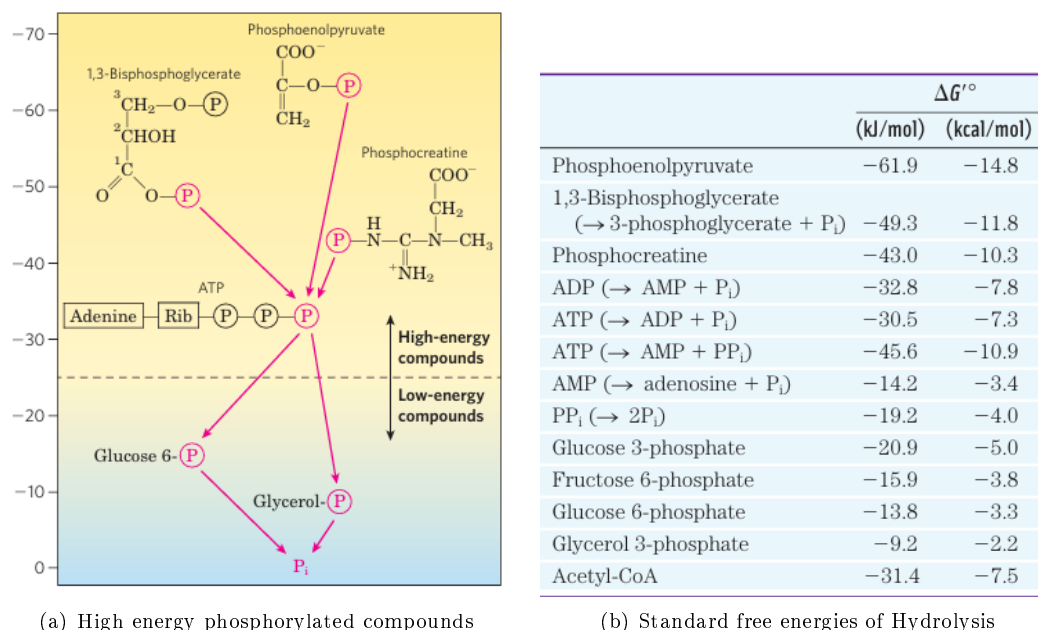 −70
Phosphoenolpyruvate
COO⁻
1,3-Bisphosphoglycerate
C—O—P
³CH₂—O—P
CH₂
−60
²CHOH
Phosphocreatine
¹C
COO⁻
−50
O O—P
CH₂
H
P—N—C—N—CH₃
−40
⁺NH₂
ATP
Adenine Rib P P P
−30
High-energy
compounds
Low-energy
compounds
−20
Glucose 6-P
−10
Glycerol-P
0
Pᵢ
(a) High energy phosphorylated compounds
ΔG′°
(kJ/mol) (kcal/mol)
Phosphoenolpyruvate −61.9 −14.8
1,3-Bisphosphoglycerate
(→ 3-phosphoglycerate + Pᵢ) −49.3 −11.8
Phosphocreatine −43.0 −10.3
ADP (→ AMP + Pᵢ) −32.8 −7.8
ATP (→ ADP + Pᵢ) −30.5 −7.3
ATP (→ AMP + PPᵢ) −45.6 −10.9
AMP (→ adenosine + Pᵢ) −14.2 −3.4
PPᵢ (→ 2Pᵢ) −19.2 −4.0
Glucose 3-phosphate −20.9 −5.0
Fructose 6-phosphate −15.9 −3.8
Glucose 6-phosphate −13.8 −3.3
Glycerol 3-phosphate −9.2 −2.2
Acetyl-CoA −31.4 −7.5
(b) Standard free energies of Hydrolysis